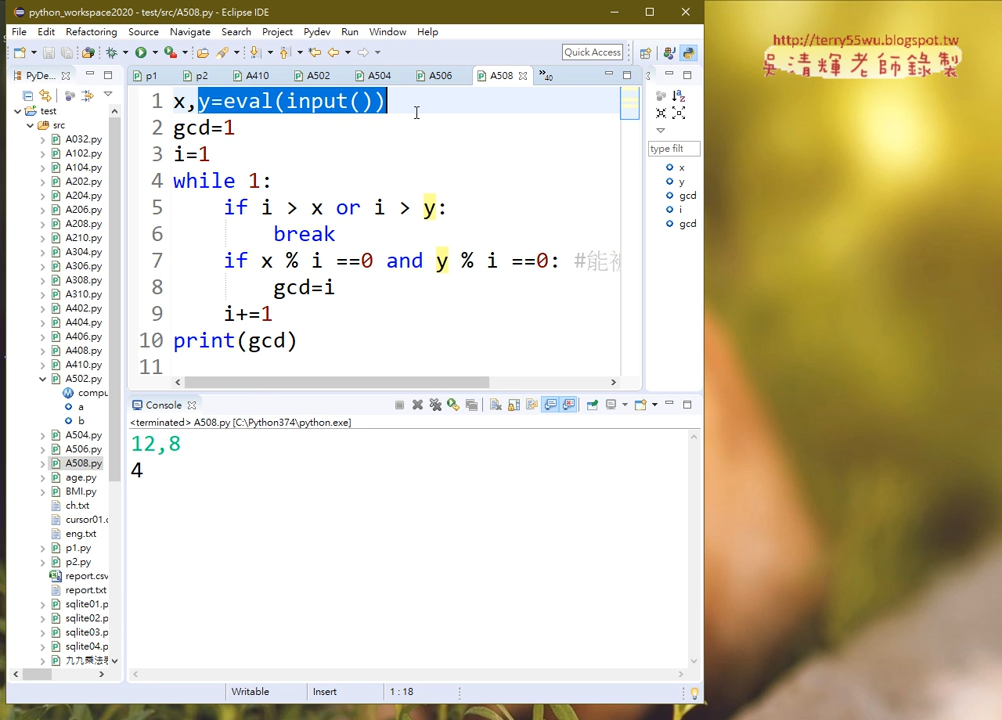 python_workspace2020 - test/src/A508.py - Eclipse IDE
File Edit Refactoring Source Navigate Search Project Pydev Run Window Help
Quick Access
PyDe...
p1 p2 A410 A502 A504 A506 A508 »40
http://terry55wu.blogspot.tw
吳清輝老師錄製
test
src
A032.py
A102.py
A104.py
A202.py
A204.py
A206.py
A208.py
A210.py
A304.py
A306.py
A308.py
A310.py
A402.py
A404.py
A406.py
A408.py
A410.py
A502.py
compu
a
b
A504.py
A506.py
A508.py
age.py
BMI.py
ch.txt
cursor01.c
eng.txt
p1.py
p2.py
report.csv
report.txt
sqlite01.p
sqlite02.p
sqlite03.p
sqlite04.p
九九乘法表
1 x,y=eval(input())
2 gcd=1
3 i=1
4 while 1:
5 if i > x or i > y:
6 break
7 if x % i ==0 and y % i ==0: #能被
8 gcd=i
9 i+=1
10 print(gcd)
11
type filt
x
y
gcd
i
gcd
Console
<terminated> A508.py [C:\Python374\python.exe]
12,8
4
Writable Insert 1 : 18